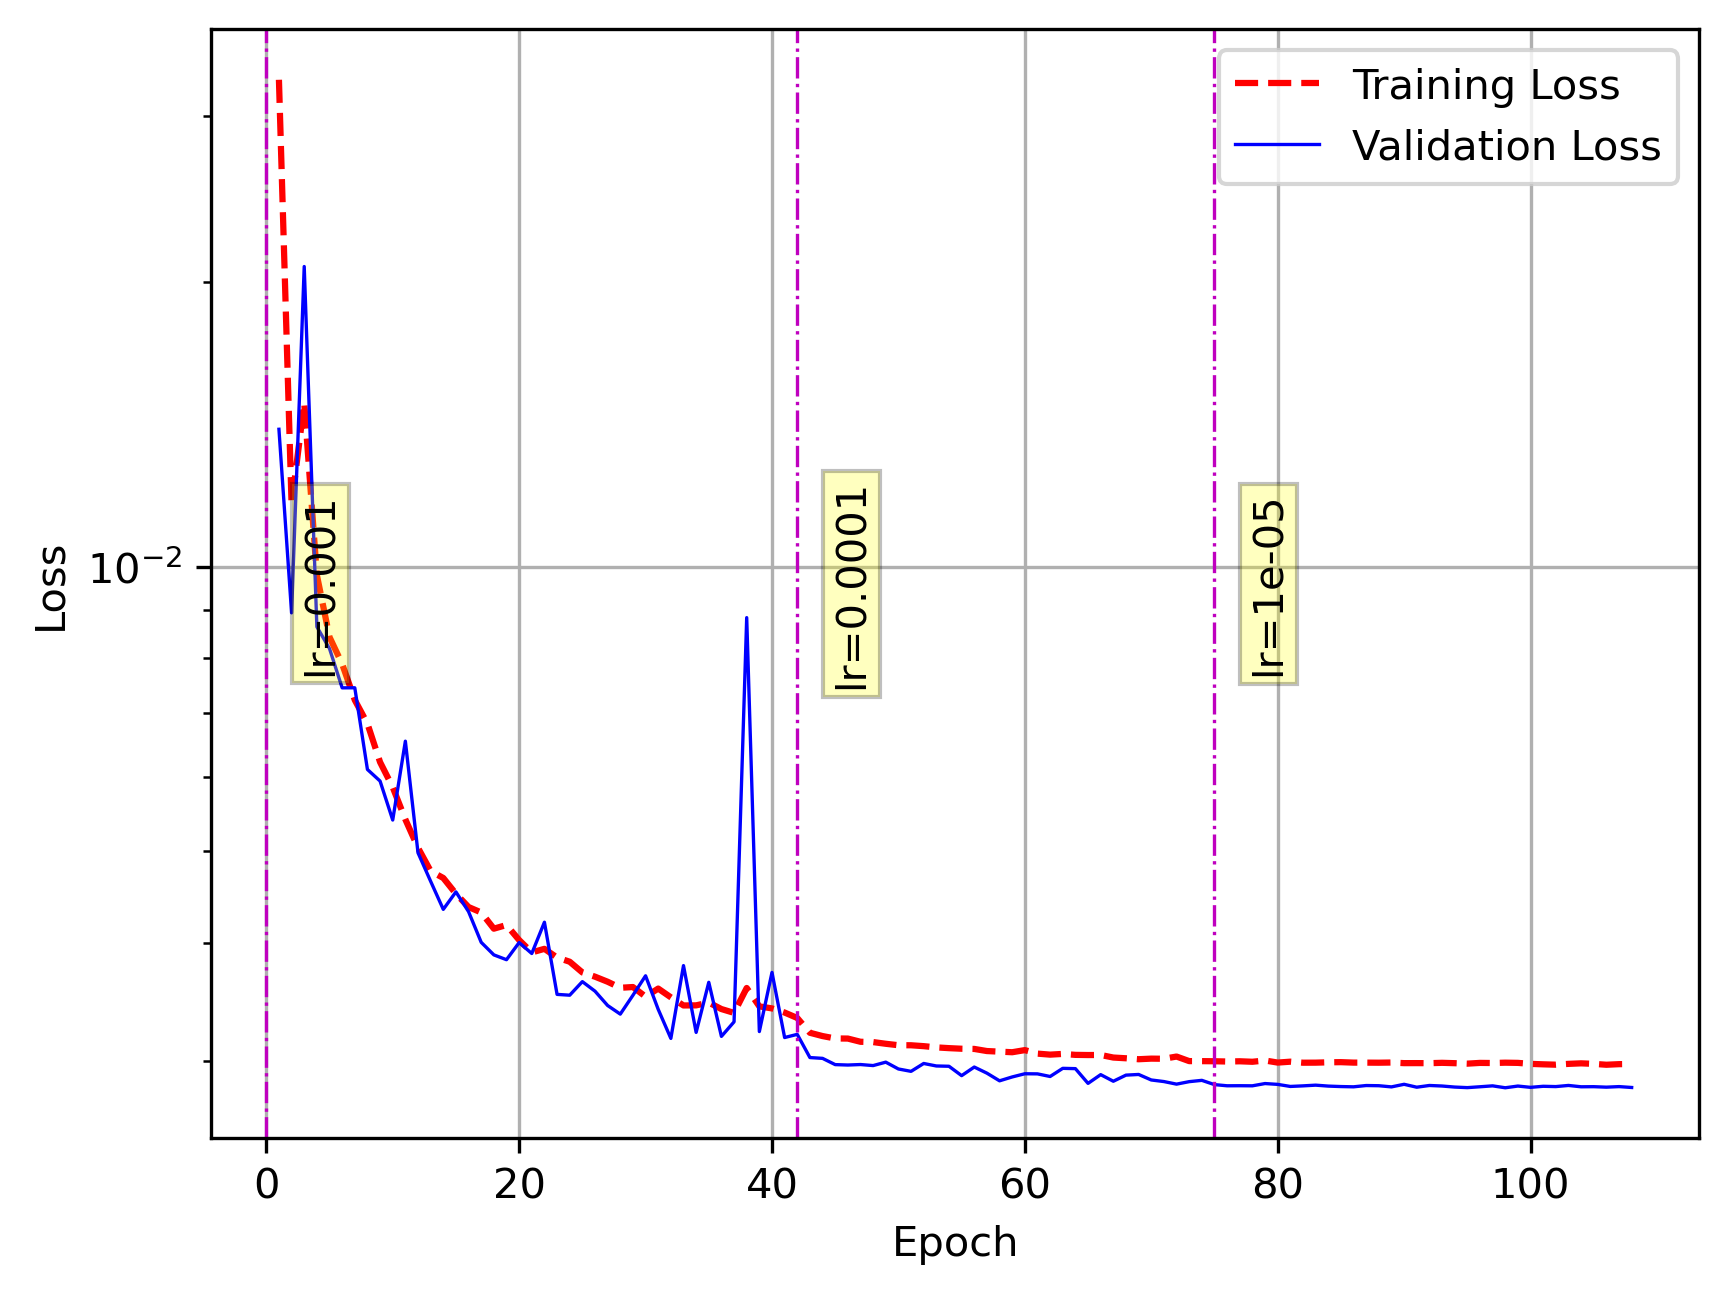 Training Loss
Validation Loss
Loss
10⁻²
lr=0.001
lr=0.0001
lr=1e-05
0
20
40
60
80
100
Epoch